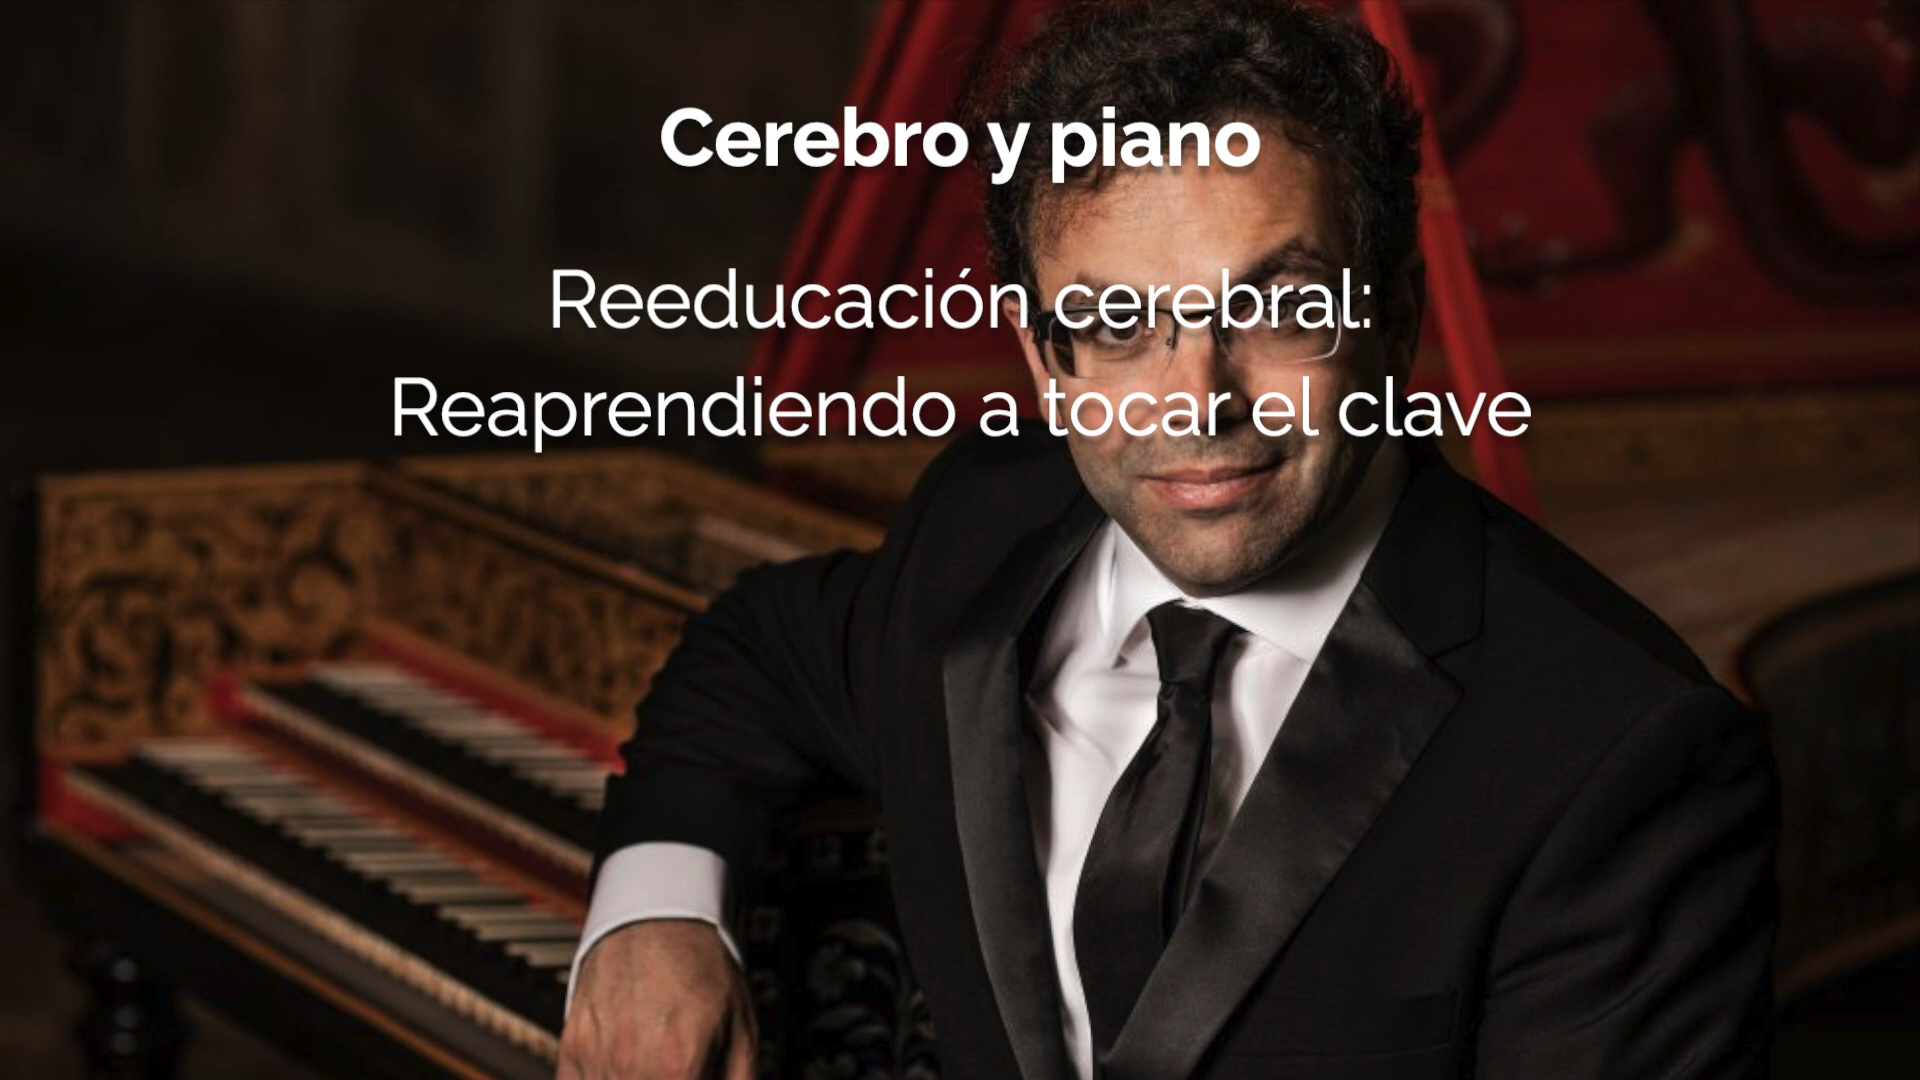 Cerebro y piano
Reeducación cerebral:
Reaprendiendo a tocar el clave